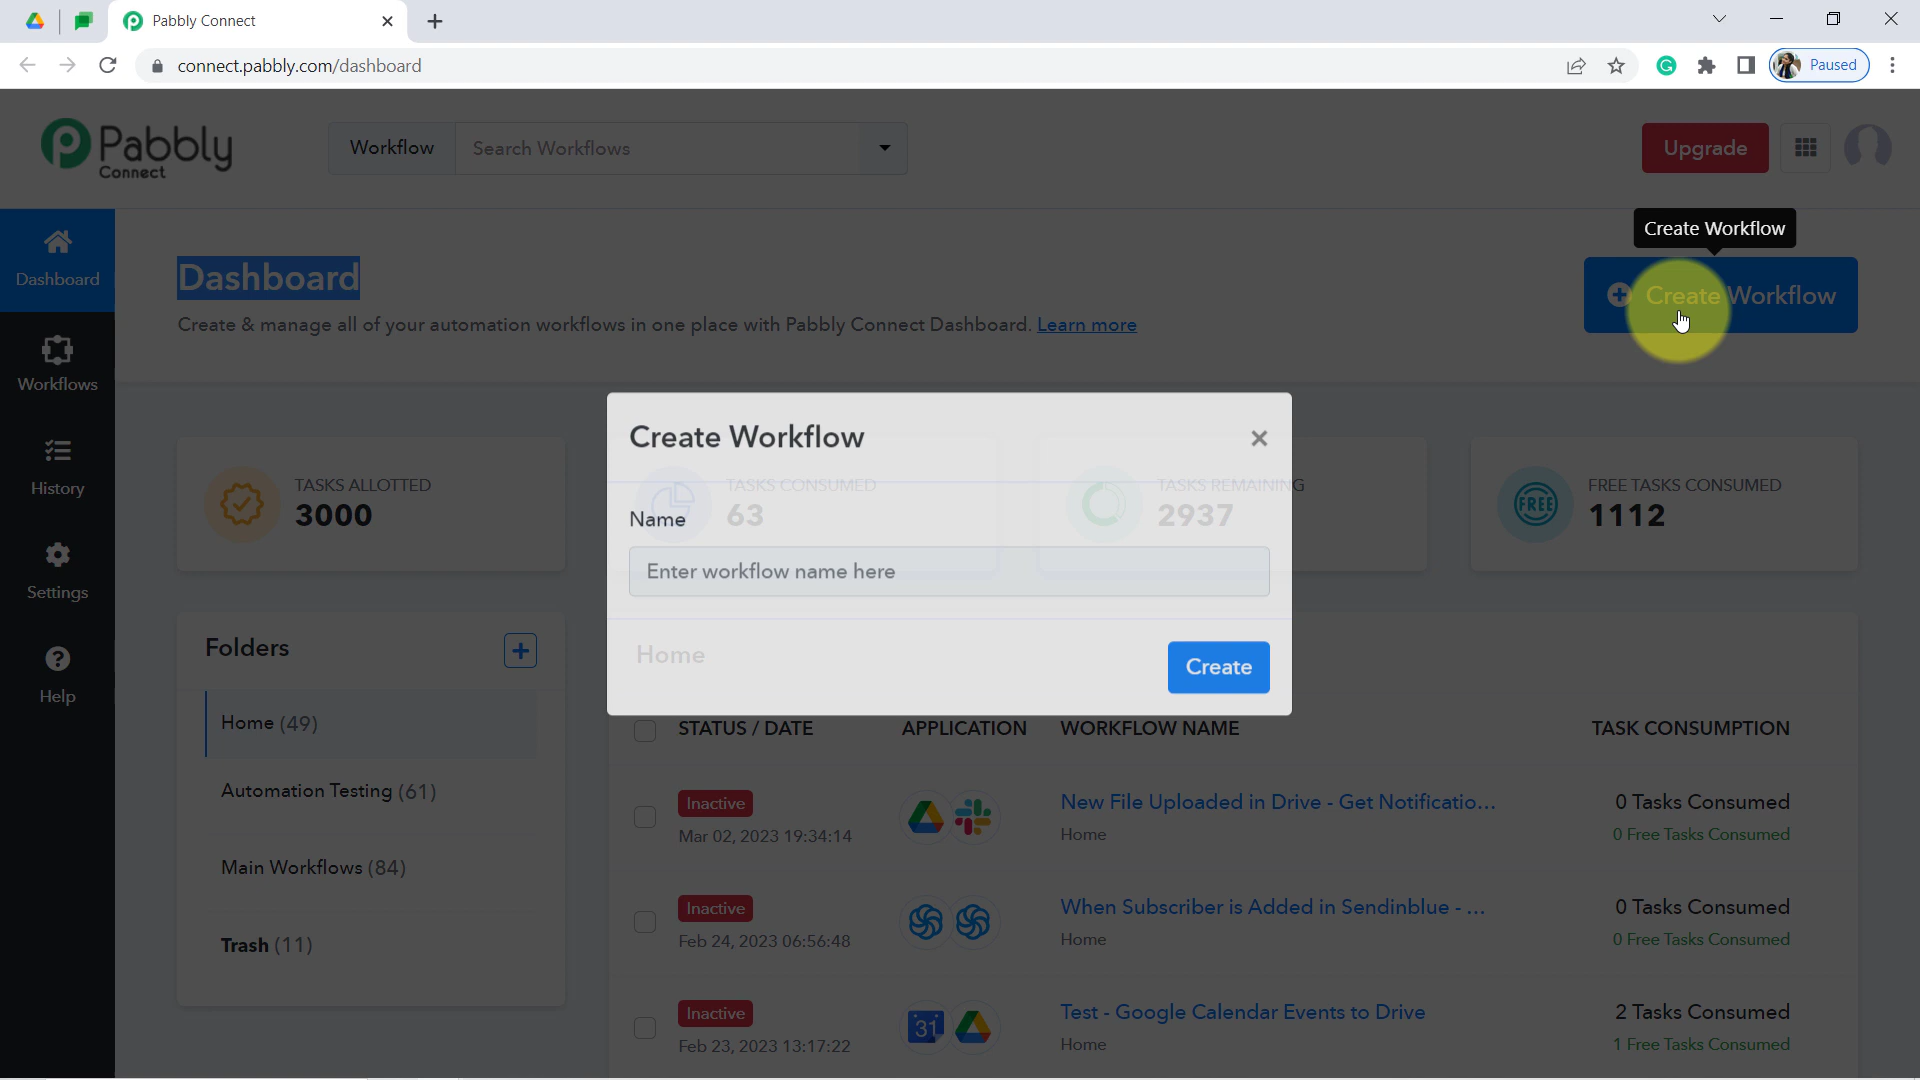 Pabbly Connect
connect.pabbly.com/dashboard
Paused
Pabbly
Connect
Workflow
Search Workflows
Upgrade
Create Workflow
Dashboard
Create Workflow
Dashboard
Create & manage all of your automation workflows in one place with Pabbly Connect Dashboard. Learn more
Workflows
History
Settings
Help
TASKS ALLOTTED
3000
TASKS CONSUMED
63
TASKS REMAINING
2937
FREE
FREE TASKS CONSUMED
1112
Create Workflow
Name
Enter workflow name here
Create
Folders
Home (49)
Automation Testing (61)
Main Workflows (84)
Trash (11)
Home
STATUS / DATE
APPLICATION
WORKFLOW NAME
TASK CONSUMPTION
Inactive
Mar 02, 2023 19:34:14
New File Uploaded in Drive - Get Notificatio...
Home
0 Tasks Consumed
0 Free Tasks Consumed
Inactive
Feb 24, 2023 06:56:48
When Subscriber is Added in Sendinblue - ...
Home
0 Tasks Consumed
0 Free Tasks Consumed
Inactive
Feb 23, 2023 13:17:22
31
Test - Google Calendar Events to Drive
Home
2 Tasks Consumed
1 Free Tasks Consumed